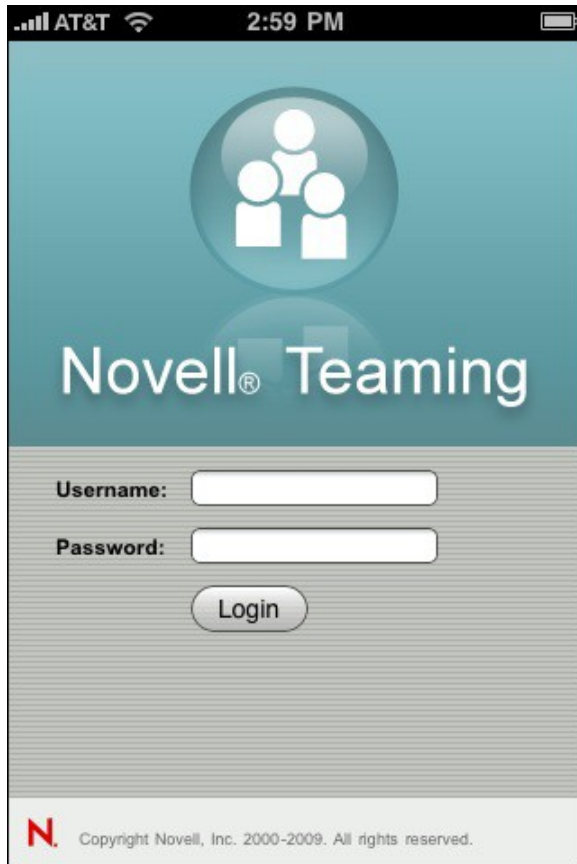 AT&T 2:59 PM
Novell® Teaming
Username:
Password:
Login
N. Copyright Novell, Inc. 2000-2009. All rights reserved.